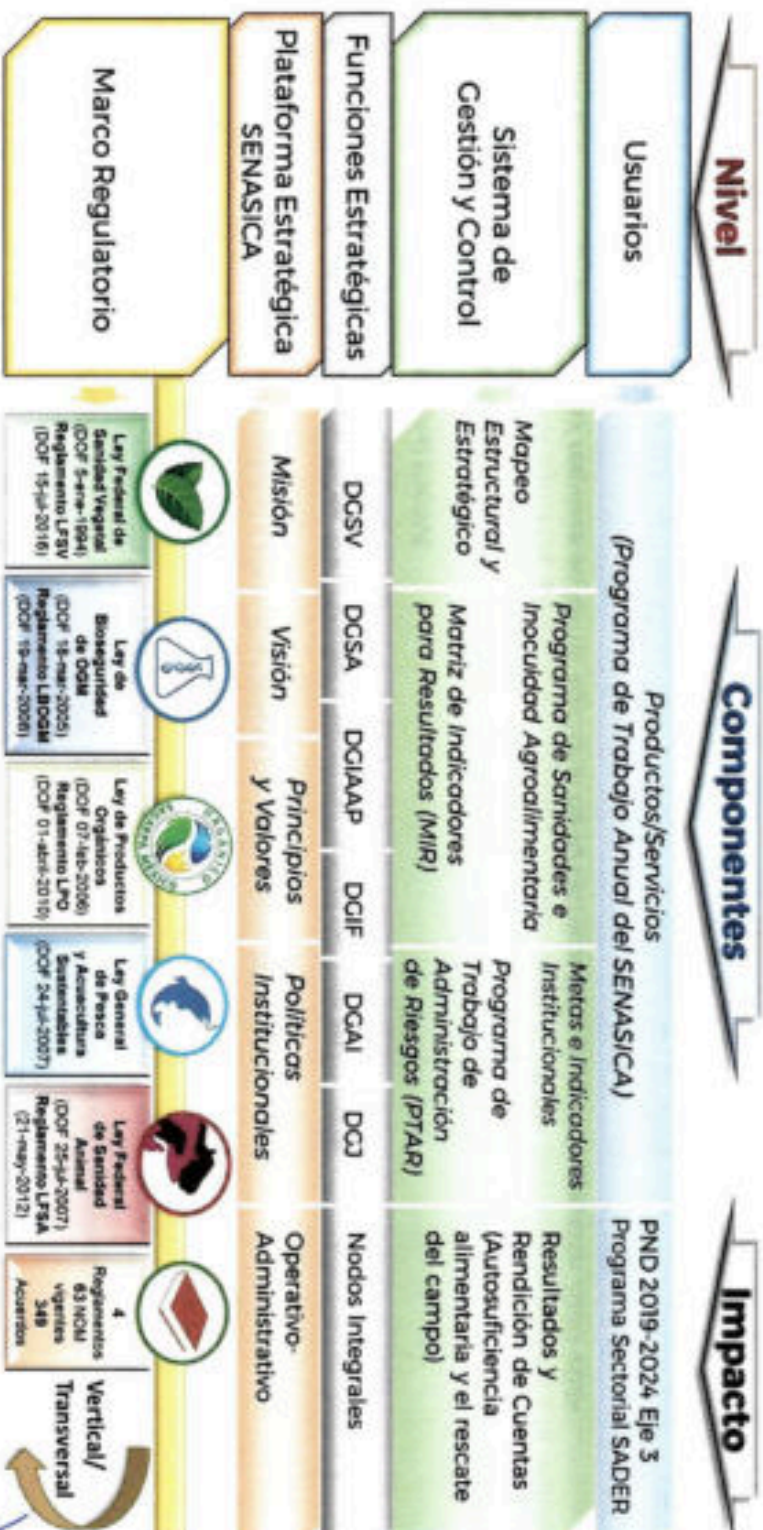 Nivel
Componentes
Impacto
Usuarios
Productos/Servicios
(Programa de Trabajo Anual del SENASICA)
PND 2019-2024 Eje 3
Programa Sectorial SADER
Sistema de
Gestión y Control
Mapeo
Estructural y
Estratégico
Programa de Sanidades e
Inocuidad Agroalimentaria
Matriz de Indicadores
para Resultados (MIR)
Metas e Indicadores
Institucionales
Programa de
Trabajo de
Administración
de Riesgos (PTAR)
Resultados y
Rendición de Cuentas
(Autosuficiencia
alimentaria y el rescate
del campo)
Funciones Estratégicas
DGSV
DGSA
DGIAAP
DGIF
DGAI
DGJ
Nodos Integrales
Plataforma Estratégica
SENASICA
Misión
Visión
Principios
y Valores
Políticas
Institucionales
Operativo-
Administrativo
Marco Regulatorio
Ley Federal de
Sanidad Vegetal
(DOF 5-ene-1994)
Reglamento LFSV
(DOF 15-jul-2016)
Ley de
Bioseguridad
de OGM
(DOF 18-mar-2005)
Reglamento LBOGM
(DOF 19-mar-2008)
ORGÁNICO
SAGARPA MÉXICO
Ley de Productos
Orgánicos
(DOF 07-feb-2006)
Reglamento LPO
(DOF 01-abril-2010)
Ley General
de Pesca
y Acuacultura
Sustentables
(DOF 24-jul-2007)
Ley Federal
de Sanidad
Animal
(DOF 25-jul-2007)
Reglamento LFSA
(21-may-2012)
4
Reglamentos
63 NOM
vigentes
349
Acuerdos
Vertical/
Transversal